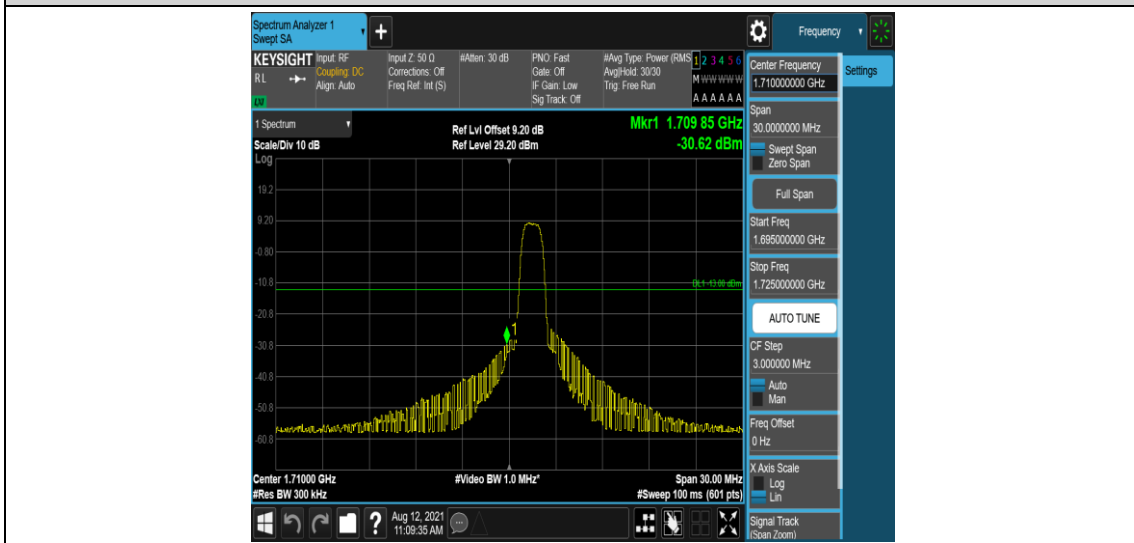 Spectrum Analyzer 1
Swept SA
Frequency
KEYSIGHT
RL
Input: RF
Coupling: DC
Align: Auto
Input Z: 50 Ω
Corrections: Off
Freq Ref: Int (S)
#Atten: 30 dB
PNO: Fast
Gate: Off
IF Gain: Low
Sig Track: Off
#Avg Type: Power (RMS
Avg|Hold: 30/30
Trig: Free Run
1 2 3 4 5 6
M W W W W W
A A A A A A
1 Spectrum
Scale/Div 10 dB
Ref Lvl Offset 9.20 dB
Ref Level 29.20 dBm
Mkr1 1.709 85 GHz
-30.62 dBm
Log
19.2
9.20
-0.80
-10.8
DL1 -13.00 dBm
-20.8
1
-30.8
-40.8
-50.8
-60.8
Center 1.71000 GHz
#Video BW 1.0 MHz*
Span 30.00 MHz
#Res BW 300 kHz
#Sweep 100 ms (601 pts)
Center Frequency
1.710000000 GHz
Settings
Span
30.0000000 MHz
Swept Span
Zero Span
Full Span
Start Freq
1.695000000 GHz
Stop Freq
1.725000000 GHz
AUTO TUNE
CF Step
3.000000 MHz
Auto
Man
Freq Offset
0 Hz
X Axis Scale
Log
Lin
Signal Track
(Span Zoom)
?
Aug 12, 2021
11:09:35 AM